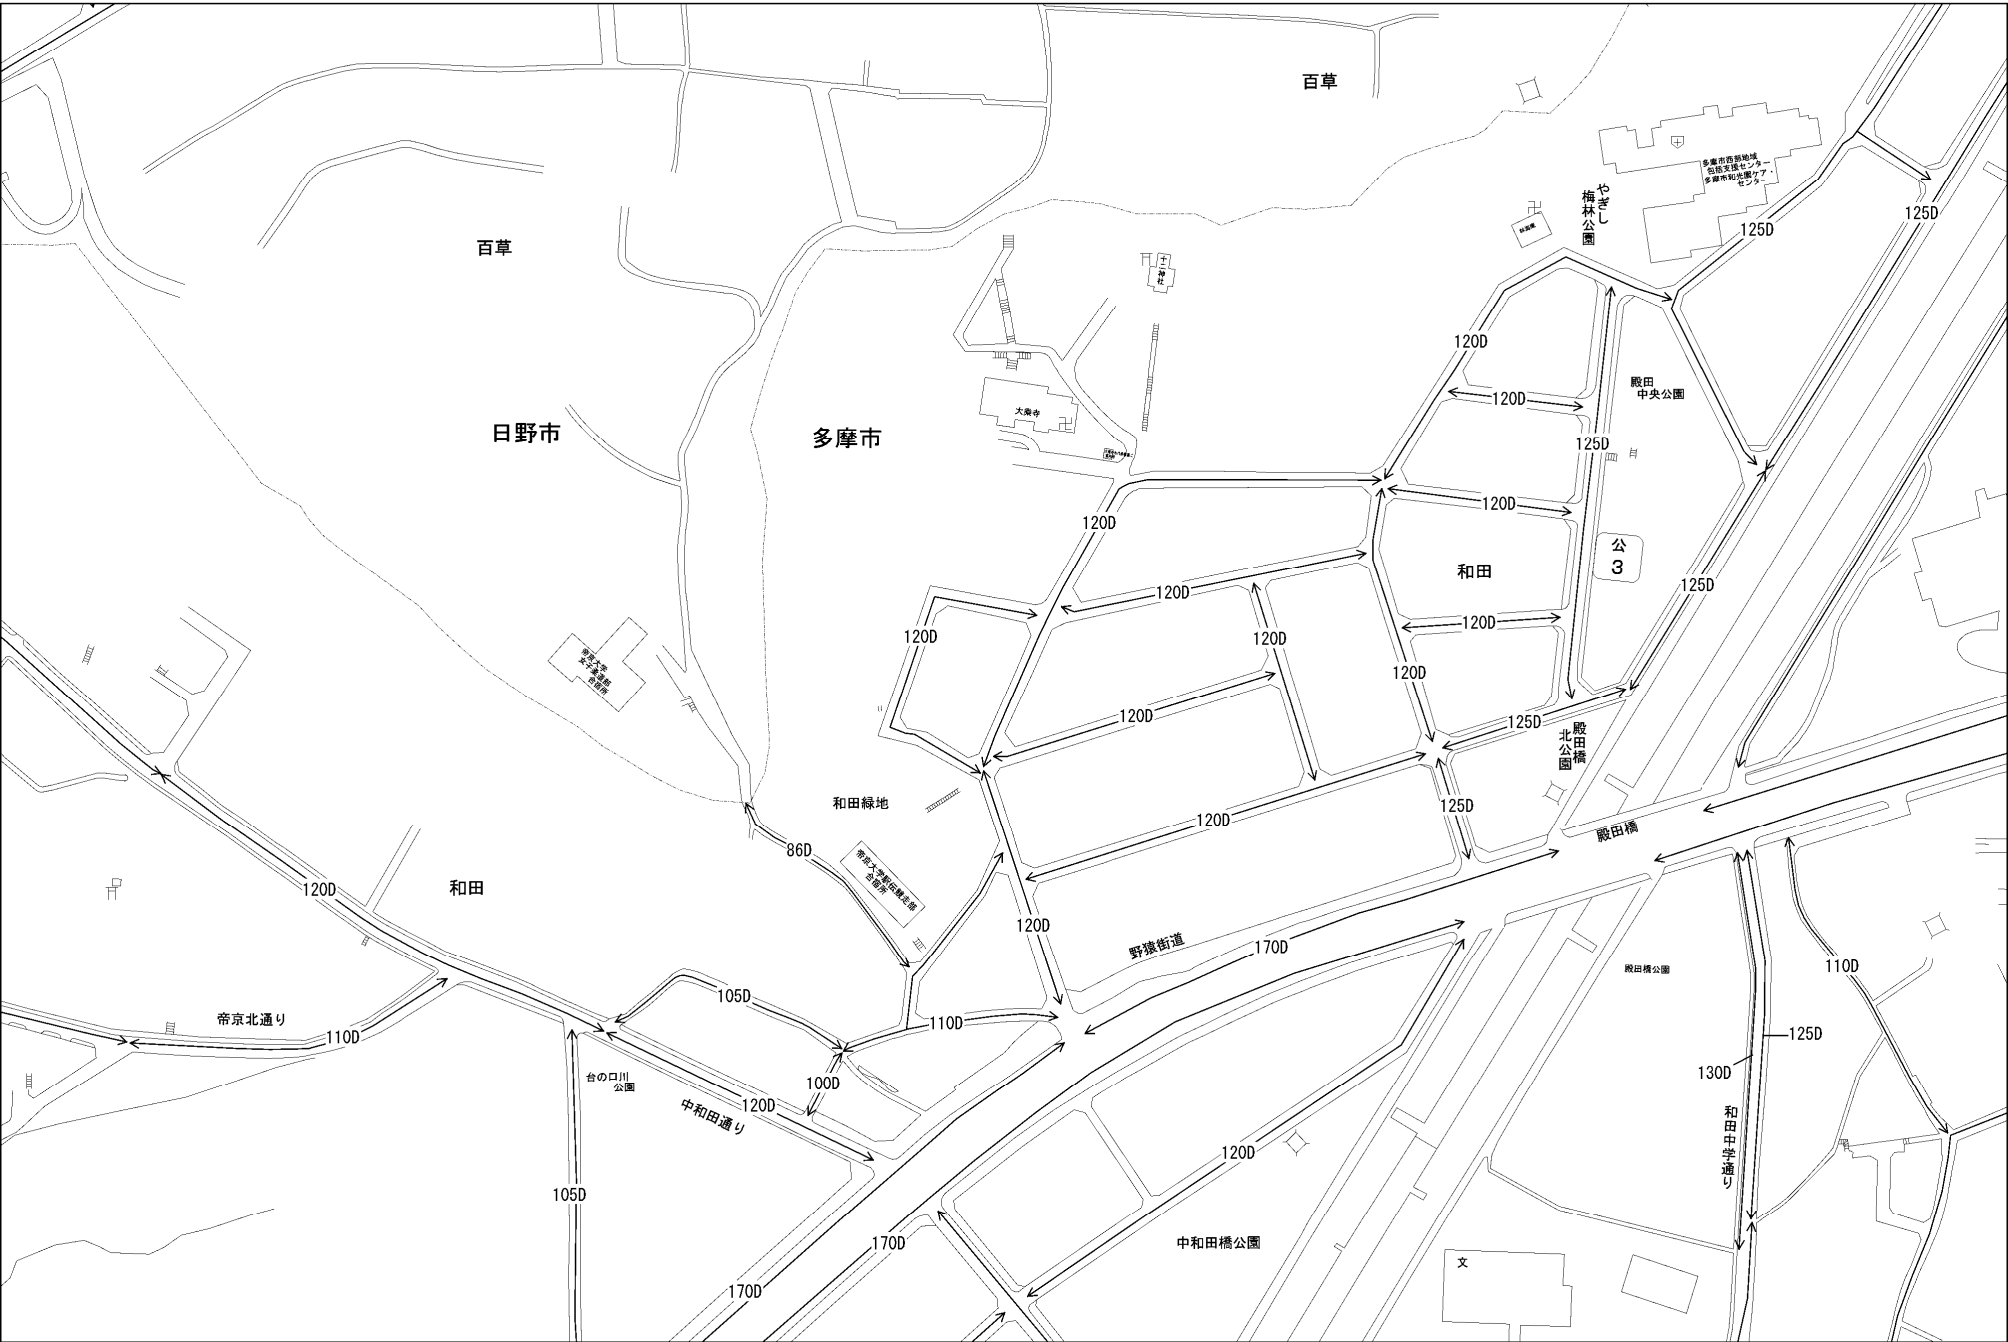 百草
多摩市西部地域
包括支援センター
多摩市和光園ケア・
センター
やぎし
梅林公園
125D
125D
百草
十二神社
120D
殿田
中央公園
120D
125D
日野市
多摩市
大乗寺
120D
120D
公
3
和田
125D
120D
120D
120D
120D
120D
120D
帝京大学
女子柔道部
合宿所
120D
125D
殿田橋
北公園
和田緑地
125D
120D
殿田橋
86D
帝京大学駅伝競走部
合宿所
120D
和田
120D
野猿街道
170D
殿田橋公園
110D
105D
帝京北通り
110D
110D
125D
130D
台の口川
公園
100D
120D
中和田通り
和田中学通り
120D
105D
170D
中和田橋公園
文
170D